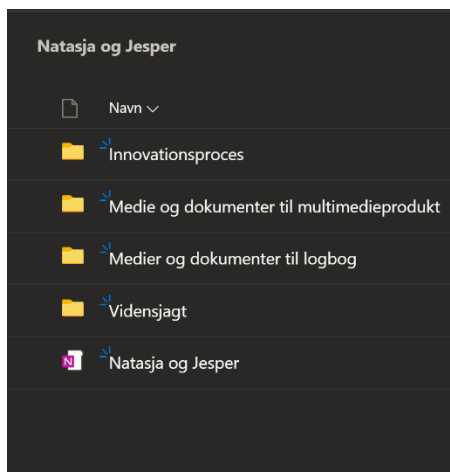 Natasja og Jesper
Navn
Innovationsproces
Medie og dokumenter til multimedieprodukt
Medier og dokumenter til logbog
Vidensjagt
N
Natasja og Jesper